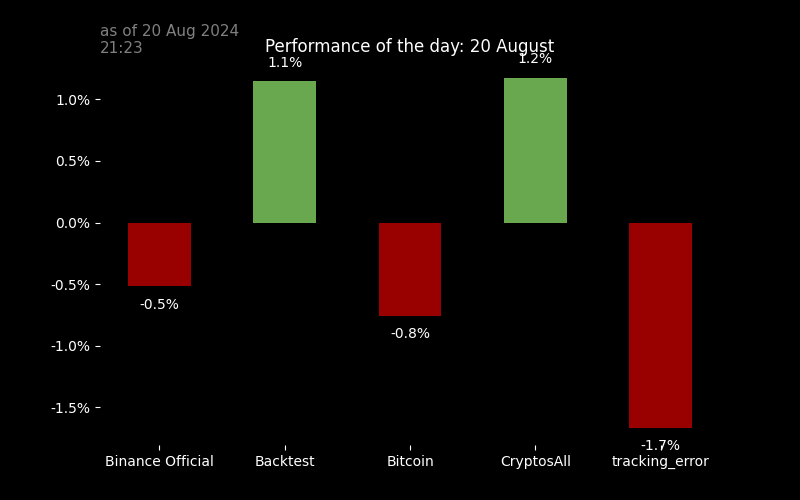 as of 20 Aug 2024
21:23
Performance of the day: 20 August
1.1%
1.2%
1.0%
0.5%
0.0%
-0.5%
-0.5%
-0.8%
-1.0%
-1.5%
-1.7%
Binance Official
Backtest
Bitcoin
CryptosAll
tracking_error